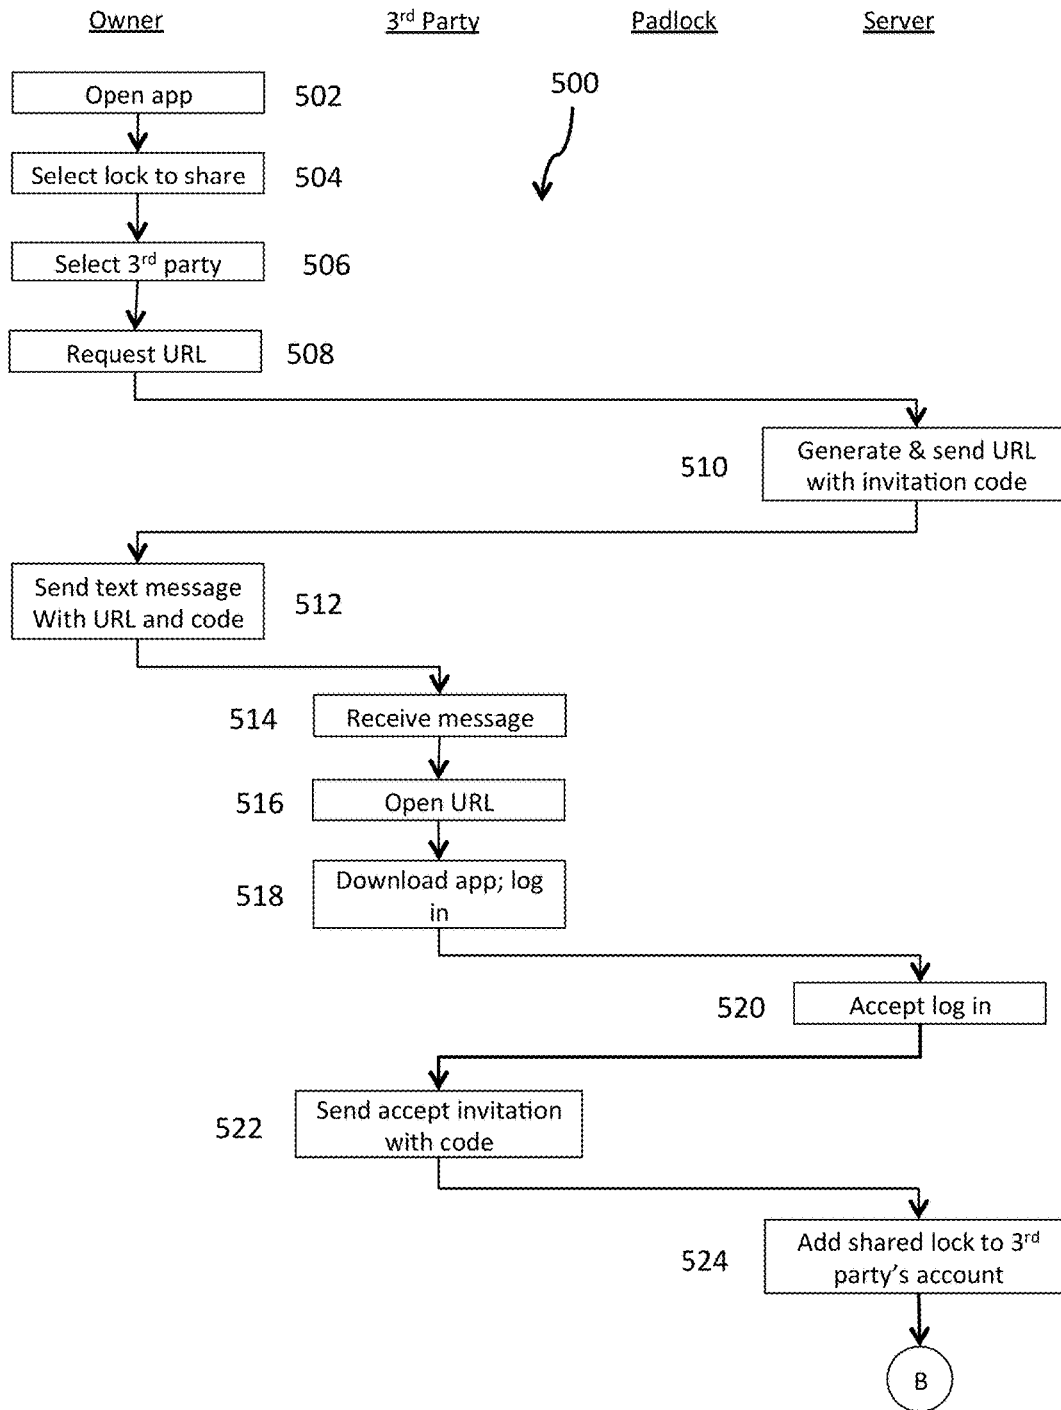 Owner
3rd Party
Padlock
Server
Open app
502
500
Select lock to share
504
Select 3rd party
506
Request URL
508
510
Generate & send URL
with invitation code
Send text message
With URL and code
512
514
Receive message
516
Open URL
518
Download app; log
in
520
Accept log in
522
Send accept invitation
with code
524
Add shared lock to 3rd
party's account
B